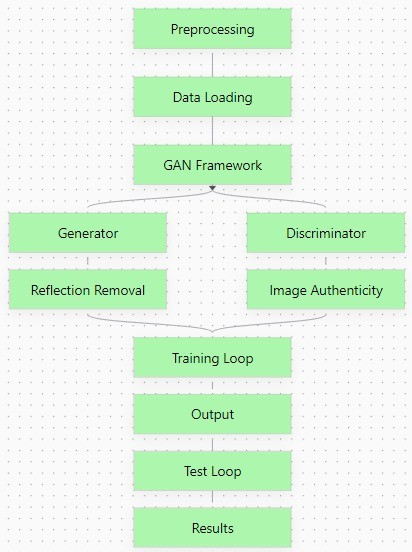 Preprocessing
Data Loading
GAN Framework
Generator
Discriminator
Reflection Removal
Image Authenticity
Training Loop
Output
Test Loop
Results